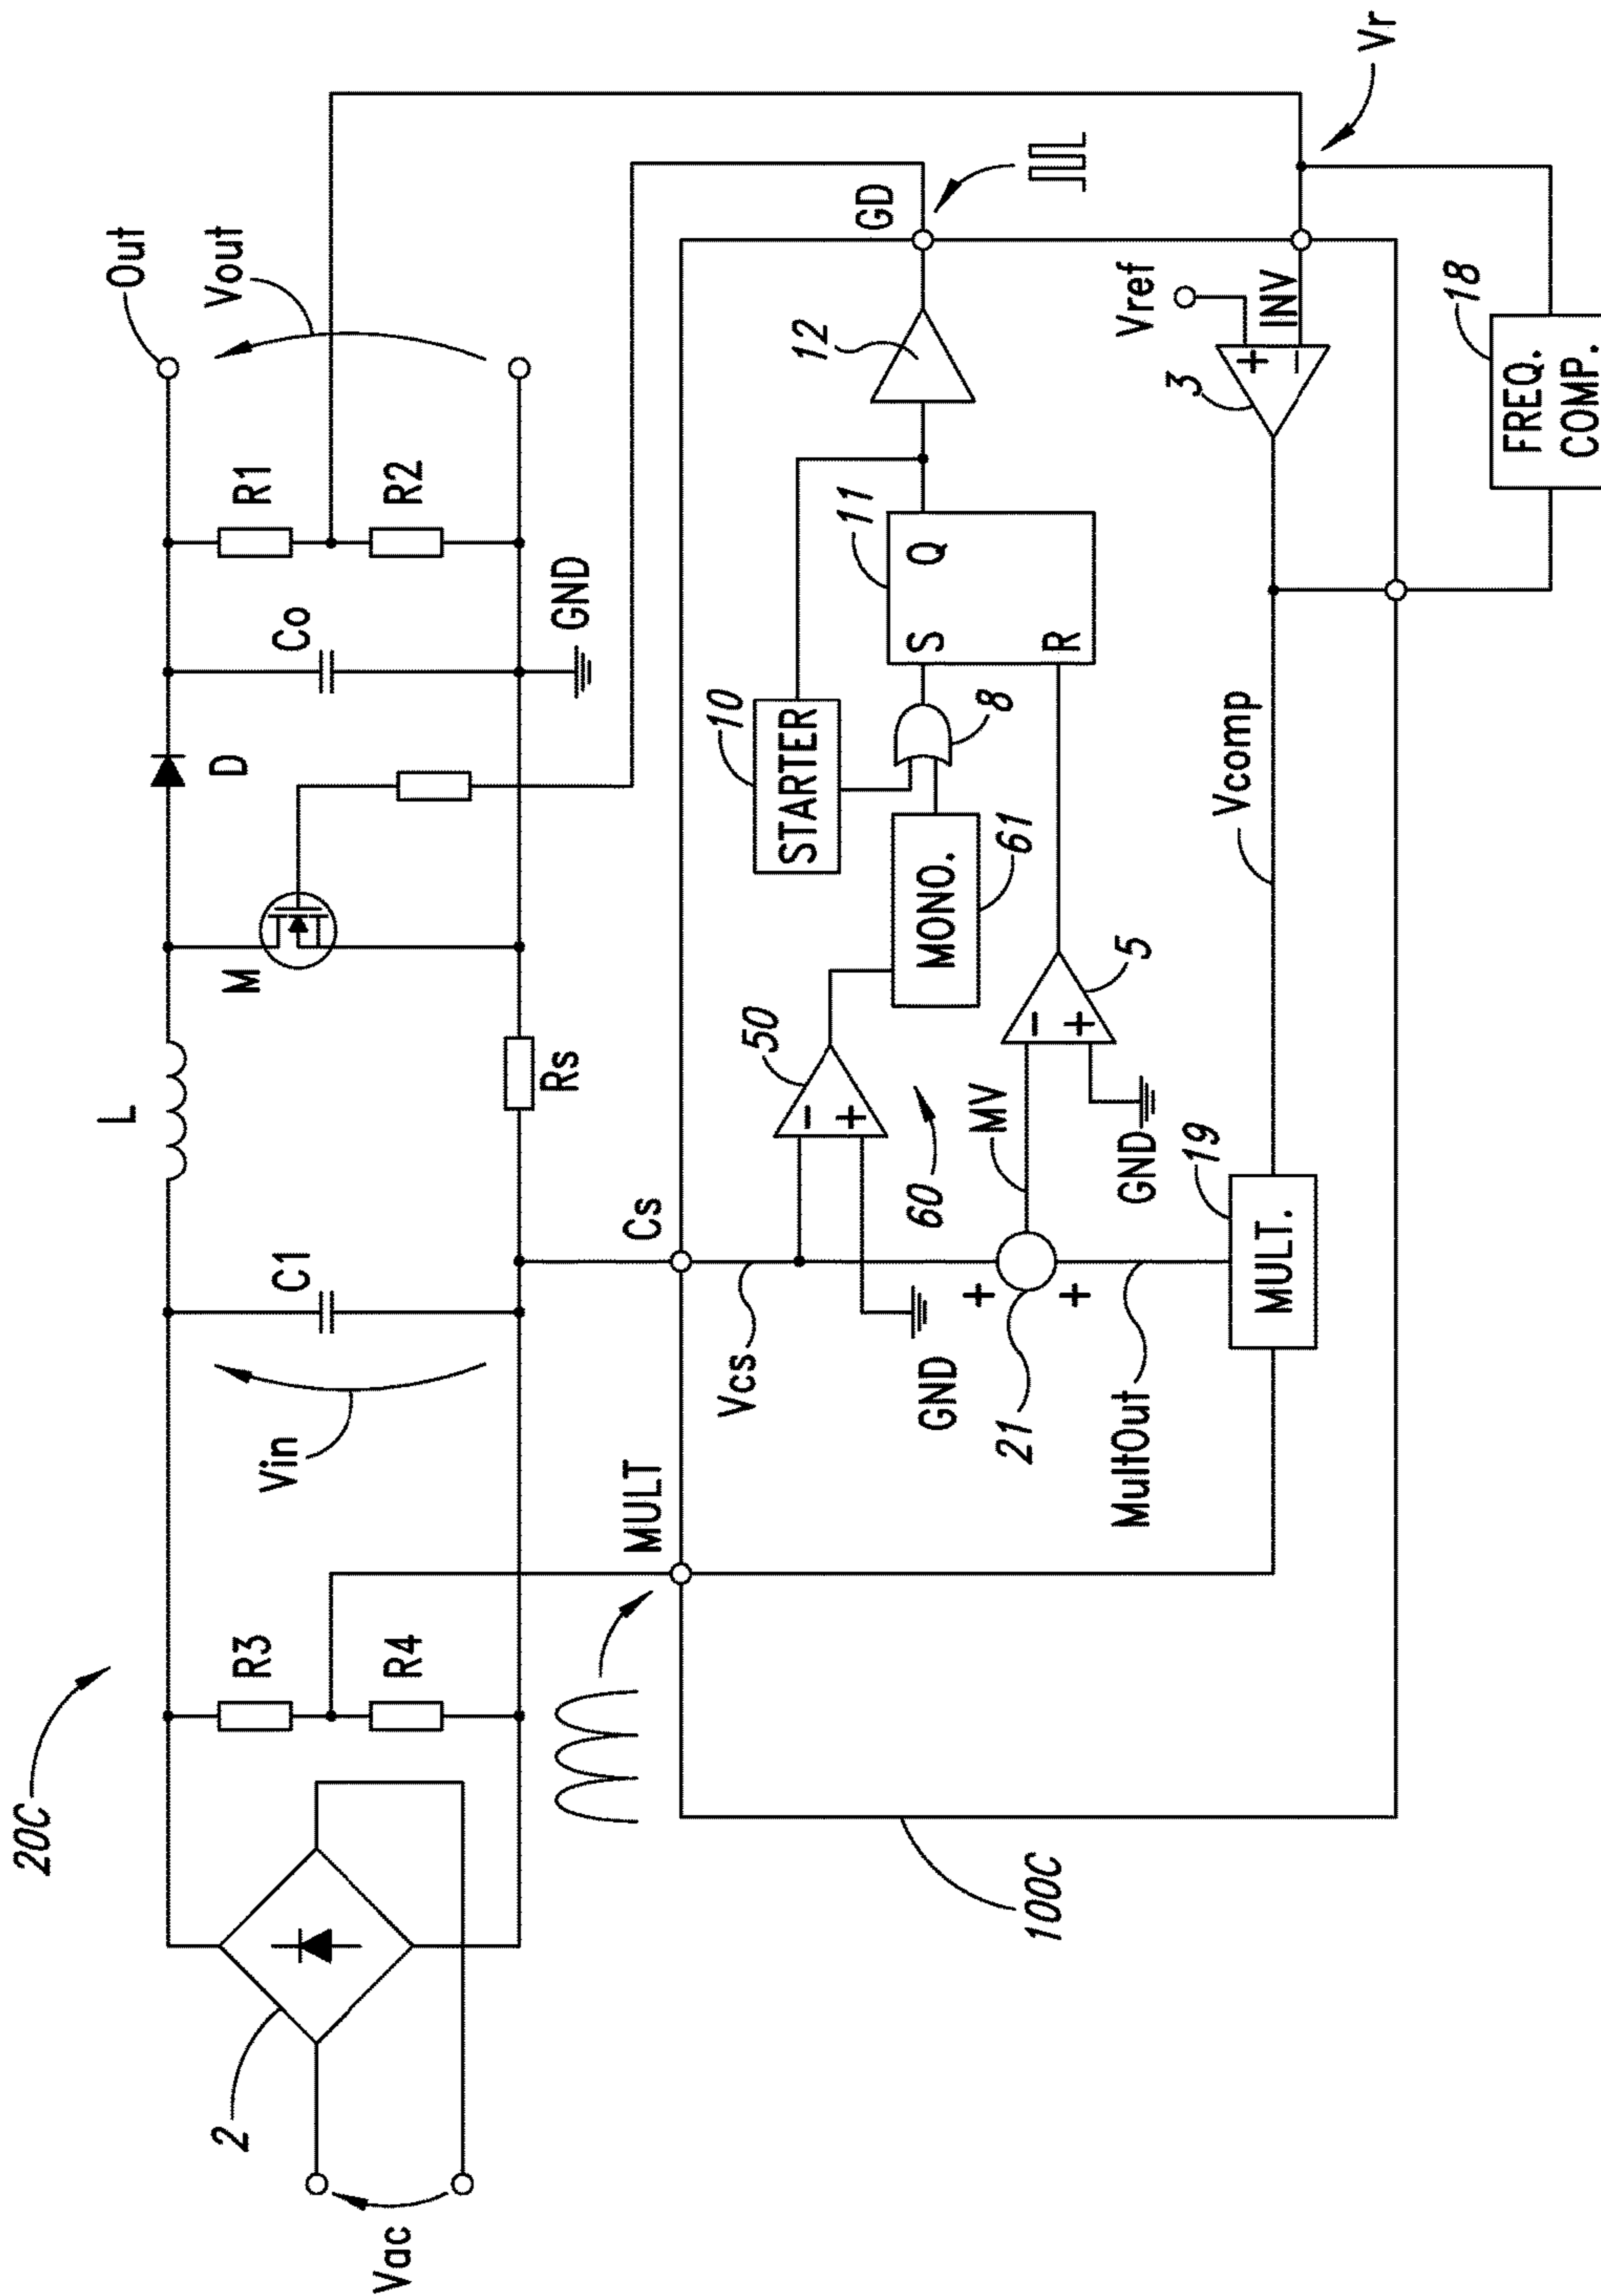 20C
Vac
2
R3
R4
Vin
C1
L
Rs
M
D
Co
GND
R1
R2
Out
Vout
MULT
Cs
100C
Vcs
GND
50
-
+
60
21
+
+
MV
-
+
5
GND
MultOut
MULT.
19
STARTER
10
MONO.
61
8
S
R
Q
11
12
GD
Vref
+
-
INV
3
Vcomp
Vr
FREQ.
COMP.
18